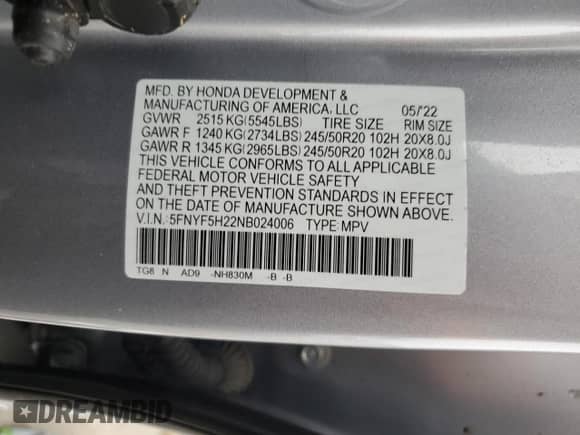 MFD. BY HONDA DEVELOPMENT &
MANUFACTURING OF AMERICA, LLC 05/'22
GVWR 2515 KG(5545LBS) TIRE SIZE RIM SIZE
GAWR F 1240 KG(2734LBS) 245/50R20 102H 20X8.0J
GAWR R 1345 KG(2965LBS) 245/50R20 102H 20X8.0J
THIS VEHICLE CONFORMS TO ALL APPLICABLE
FEDERAL MOTOR VEHICLE SAFETY
STANDARDS IN EFFECT
ON THE DATE OF MANUFACTURE SHOWN ABOVE.
V.I.N.: 5FNYF5H22NB024006 TYPE: MPV
TG8 N AD9 -NH830M -B -B
DREAMBID